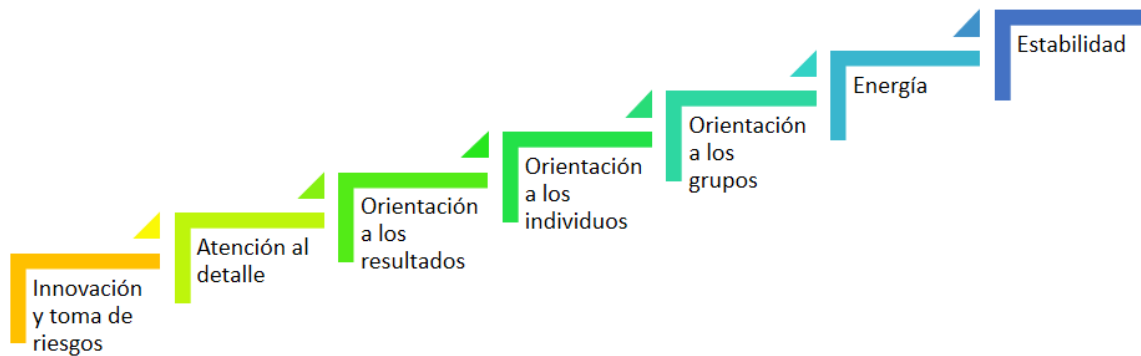 Innovación
y toma de
riesgos
Atención al
detalle
Orientación
a los
resultados
Orientación
a los
individuos
Orientación
a los
grupos
Energía
Estabilidad